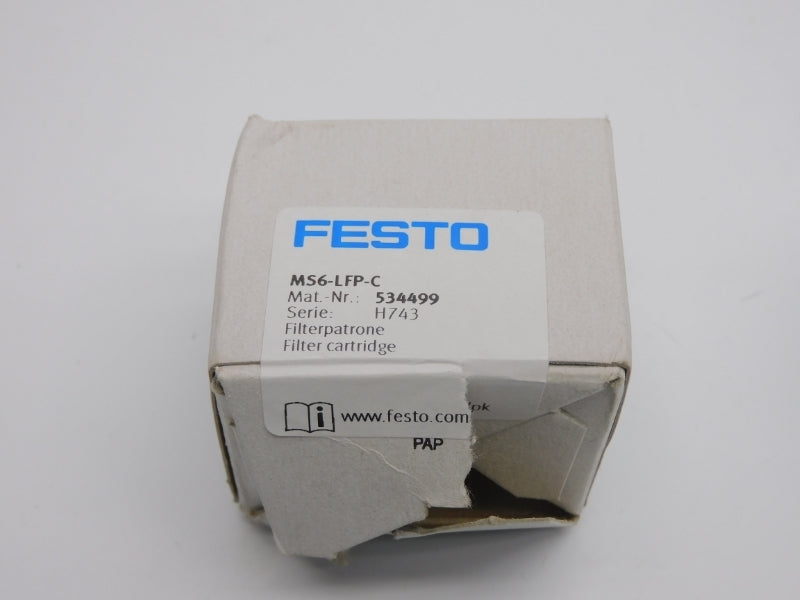 FESTO
MS6-LFP-C
Mat.-Nr.: 534499
Serie: H743
Filterpatrone
Filter cartridge
i www.festo.com
PAP